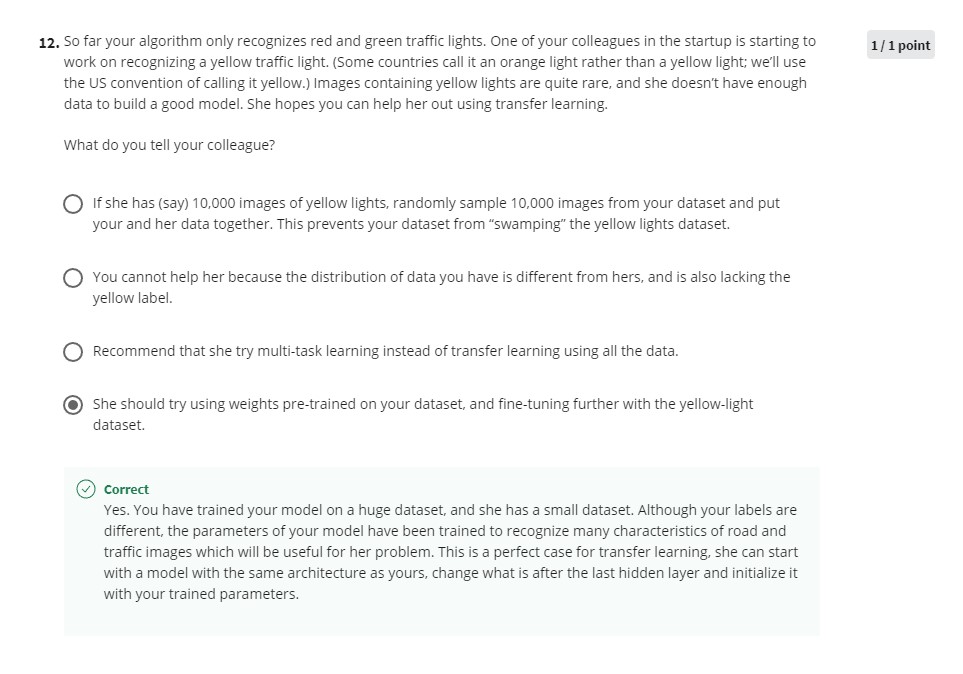 12. So far your algorithm only recognizes red and green traffic lights. One of your colleagues in the startup is starting to
1 / 1 point
work on recognizing a yellow traffic light. (Some countries call it an orange light rather than a yellow light; we'll use
the US convention of calling it yellow.) Images containing yellow lights are quite rare, and she doesn't have enough
data to build a good model. She hopes you can help her out using transfer learning.
What do you tell your colleague?
If she has (say) 10,000 images of yellow lights, randomly sample 10,000 images from your dataset and put
your and her data together. This prevents your dataset from "swamping" the yellow lights dataset.
You cannot help her because the distribution of data you have is different from hers, and is also lacking the
yellow label.
Recommend that she try multi-task learning instead of transfer learning using all the data.
She should try using weights pre-trained on your dataset, and fine-tuning further with the yellow-light
dataset.
Correct
Yes. You have trained your model on a huge dataset, and she has a small dataset. Although your labels are
different, the parameters of your model have been trained to recognize many characteristics of road and
traffic images which will be useful for her problem. This is a perfect case for transfer learning, she can start
with a model with the same architecture as yours, change what is after the last hidden layer and initialize it
with your trained parameters.